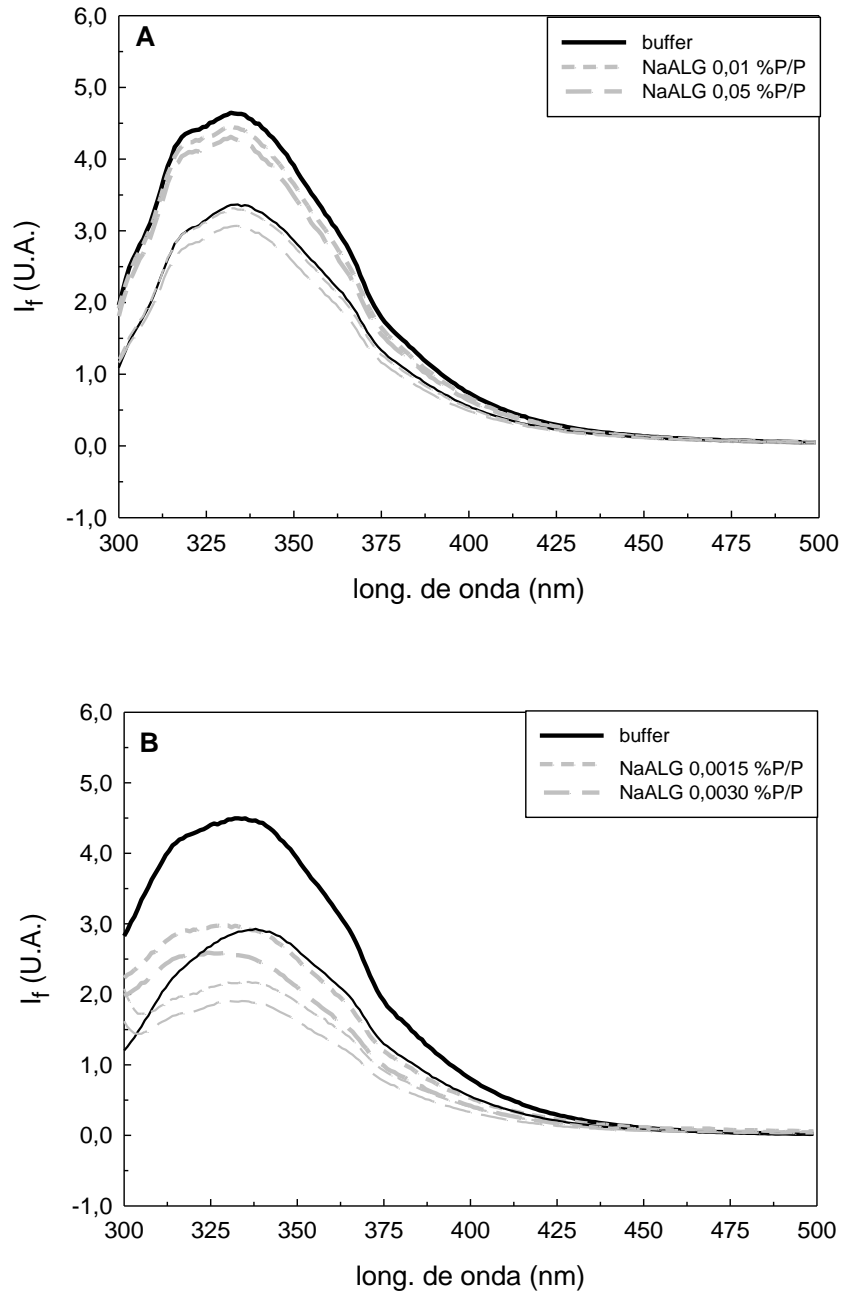 A
buffer
NaALG 0,01 %P/P
NaALG 0,05 %P/P
6,0
5,0
4,0
3,0
2,0
1,0
0,0
-1,0
If (U.A.)
300 325 350 375 400 425 450 475 500
long. de onda (nm)
B
buffer
NaALG 0,0015 %P/P
NaALG 0,0030 %P/P
6,0
5,0
4,0
3,0
2,0
1,0
0,0
-1,0
If (U.A.)
300 325 350 375 400 425 450 475 500
long. de onda (nm)